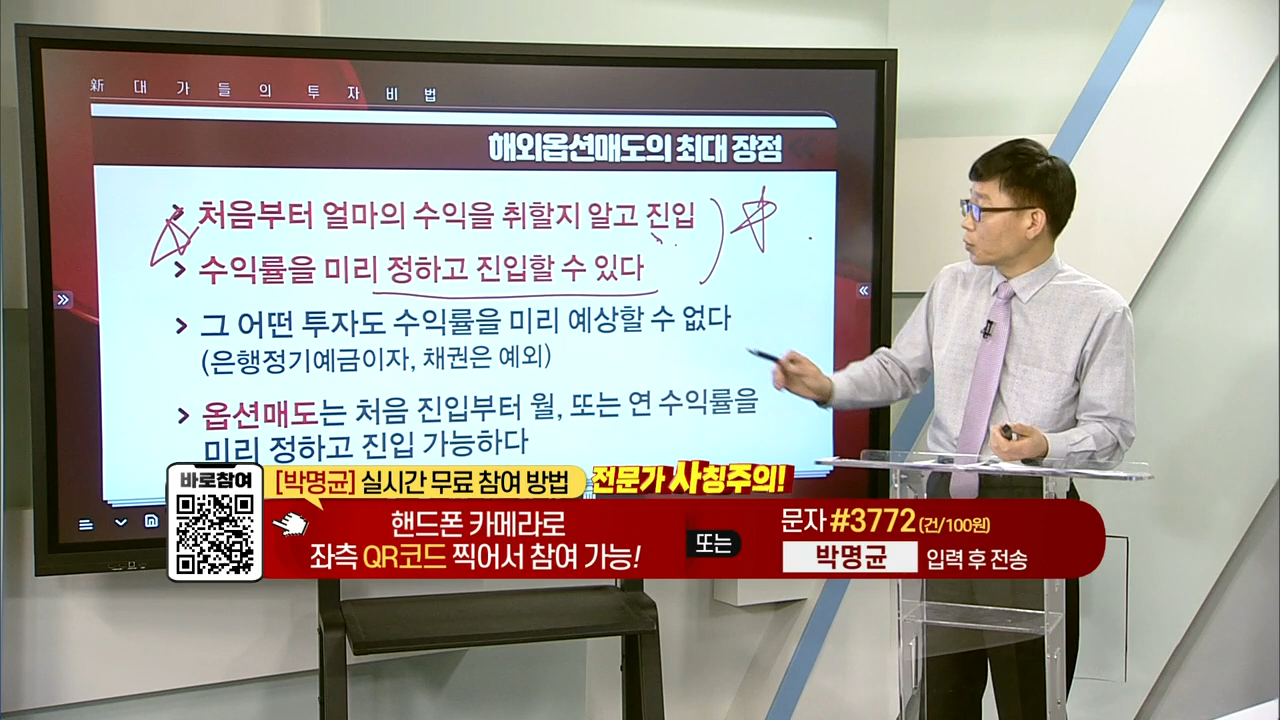 新 대 가 들 의 투 자 비 법
해외옵션매도의 최대 장점
처음부터 얼마의 수익을 취할지 알고 진입
수익률을 미리 정하고 진입할 수 있다
그 어떤 투자도 수익률을 미리 예상할 수 없다
(은행정기예금이자, 채권은 예외)
옵션매도는 처음 진입부터 월, 또는 연 수익률을
미리 정하고 진입 가능하다
바로참여
[박명균] 실시간 무료 참여 방법
전문가 사칭주의!
핸드폰 카메라로
좌측 QR코드 찍어서 참여 가능!
또는
문자 #3772 (건/100원)
박명균 입력 후 전송